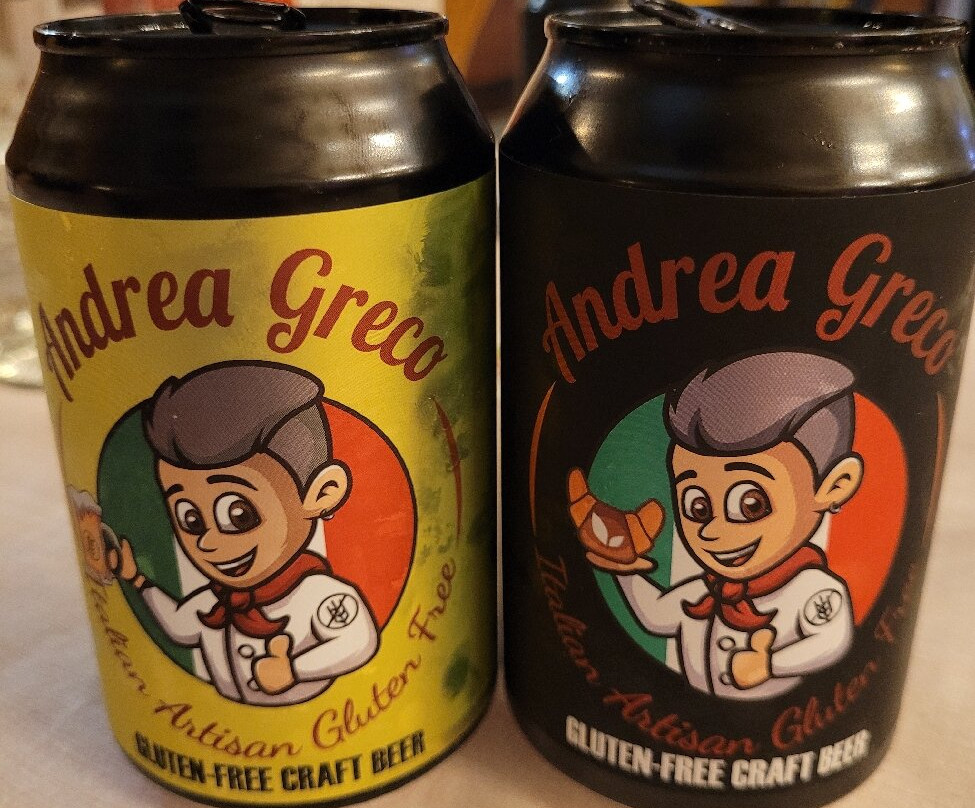 Andrea Greco
Italian Artisan Gluten Free
GLUTEN-FREE CRAFT BEER
Andrea Greco
Italian Artisan Gluten Free
GLUTEN-FREE CRAFT BEER